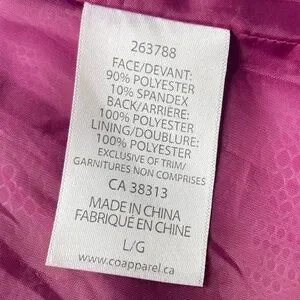 263788
FACE/DEVANT:
90% POLYESTER
10% SPANDEX
BACK/ARRIÈRE:
100% POLYESTER
LINING/DOUBLURE:
100% POLYESTER
EXCLUSIVE OF TRIM/
GARNITURES NON COMPRISES
CA 38313
MADE IN CHINA
FABRIQUÉ EN CHINE
L/G
www.coapparel.ca